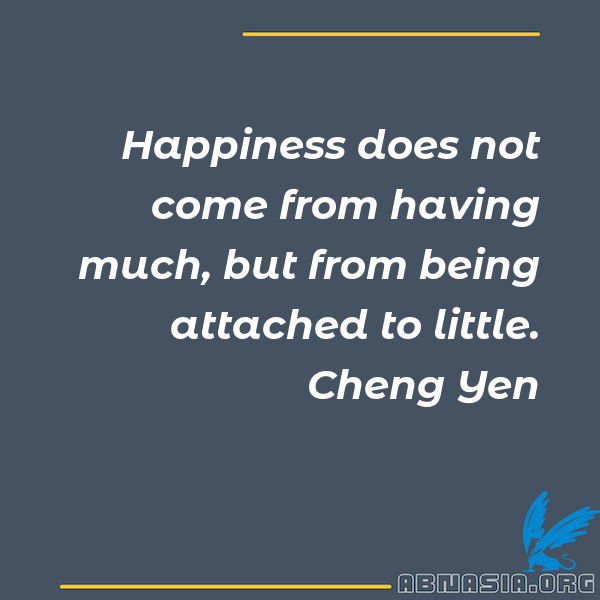 Happiness does not
come from having
much, but from being
attached to little.
Cheng Yen
ABNASIA.ORG